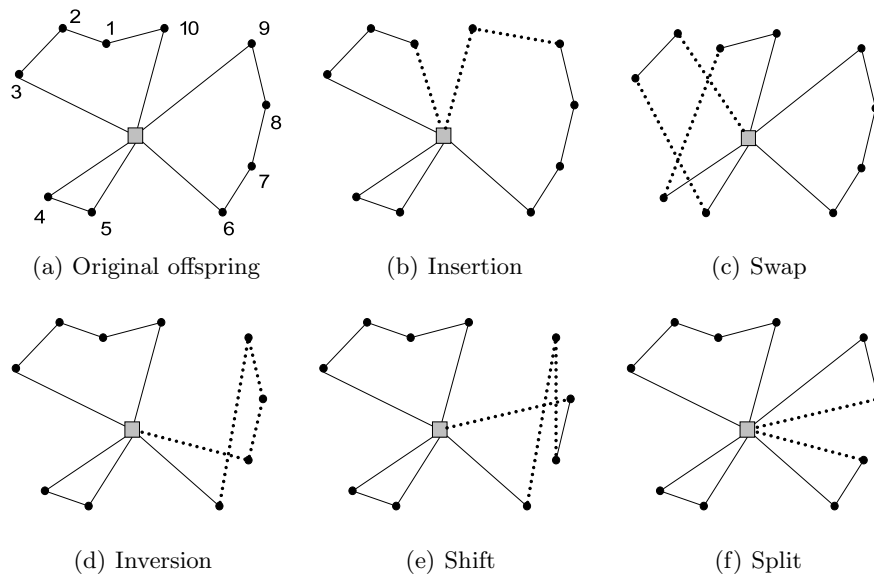 2
1
10
9
3
8
7
4
5
6
(a) Original offspring
(b) Insertion
(c) Swap
(d) Inversion
(e) Shift
(f) Split